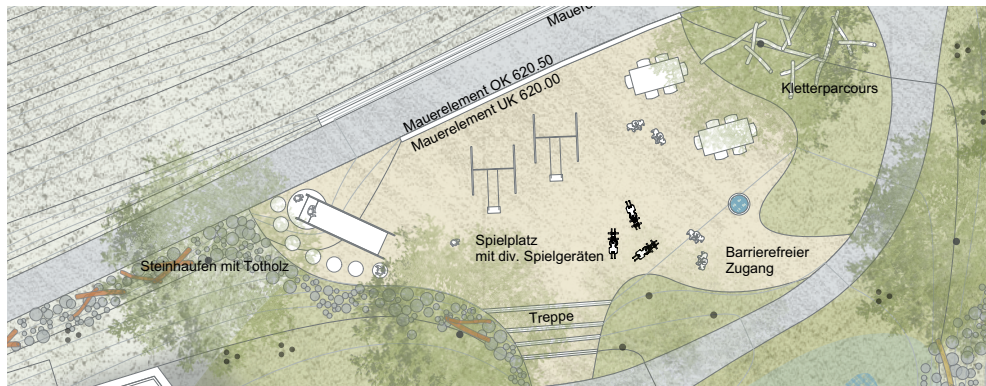 Mauerelement
Mauerelement OK 620.50
Mauerelement UK 620.00
Kletterparcours
Spielplatz
mit div. Spielgeräten
Barrierefreier
Zugang
Steinhaufen mit Totholz
Treppe